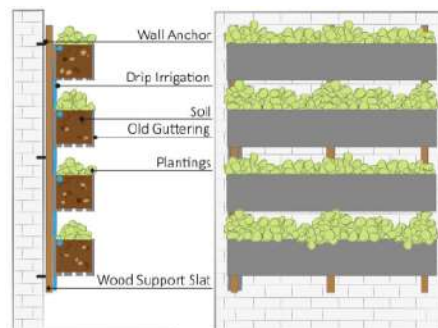 Wall Anchor
Drip Irrigation
Soil
Old Guttering
Plantings
Wood Support Slat